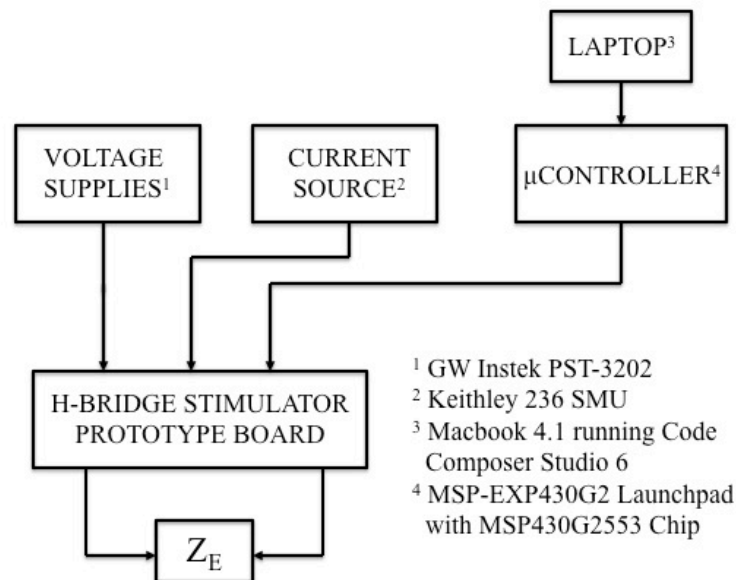 LAPTOP³
VOLTAGE
SUPPLIES¹
CURRENT
SOURCE²
μCONTROLLER⁴
H-BRIDGE STIMULATOR
PROTOTYPE BOARD
Z_E
¹ GW Instek PST-3202
² Keithley 236 SMU
³ Macbook 4.1 running Code
Composer Studio 6
⁴ MSP-EXP430G2 Launchpad
with MSP430G2553 Chip